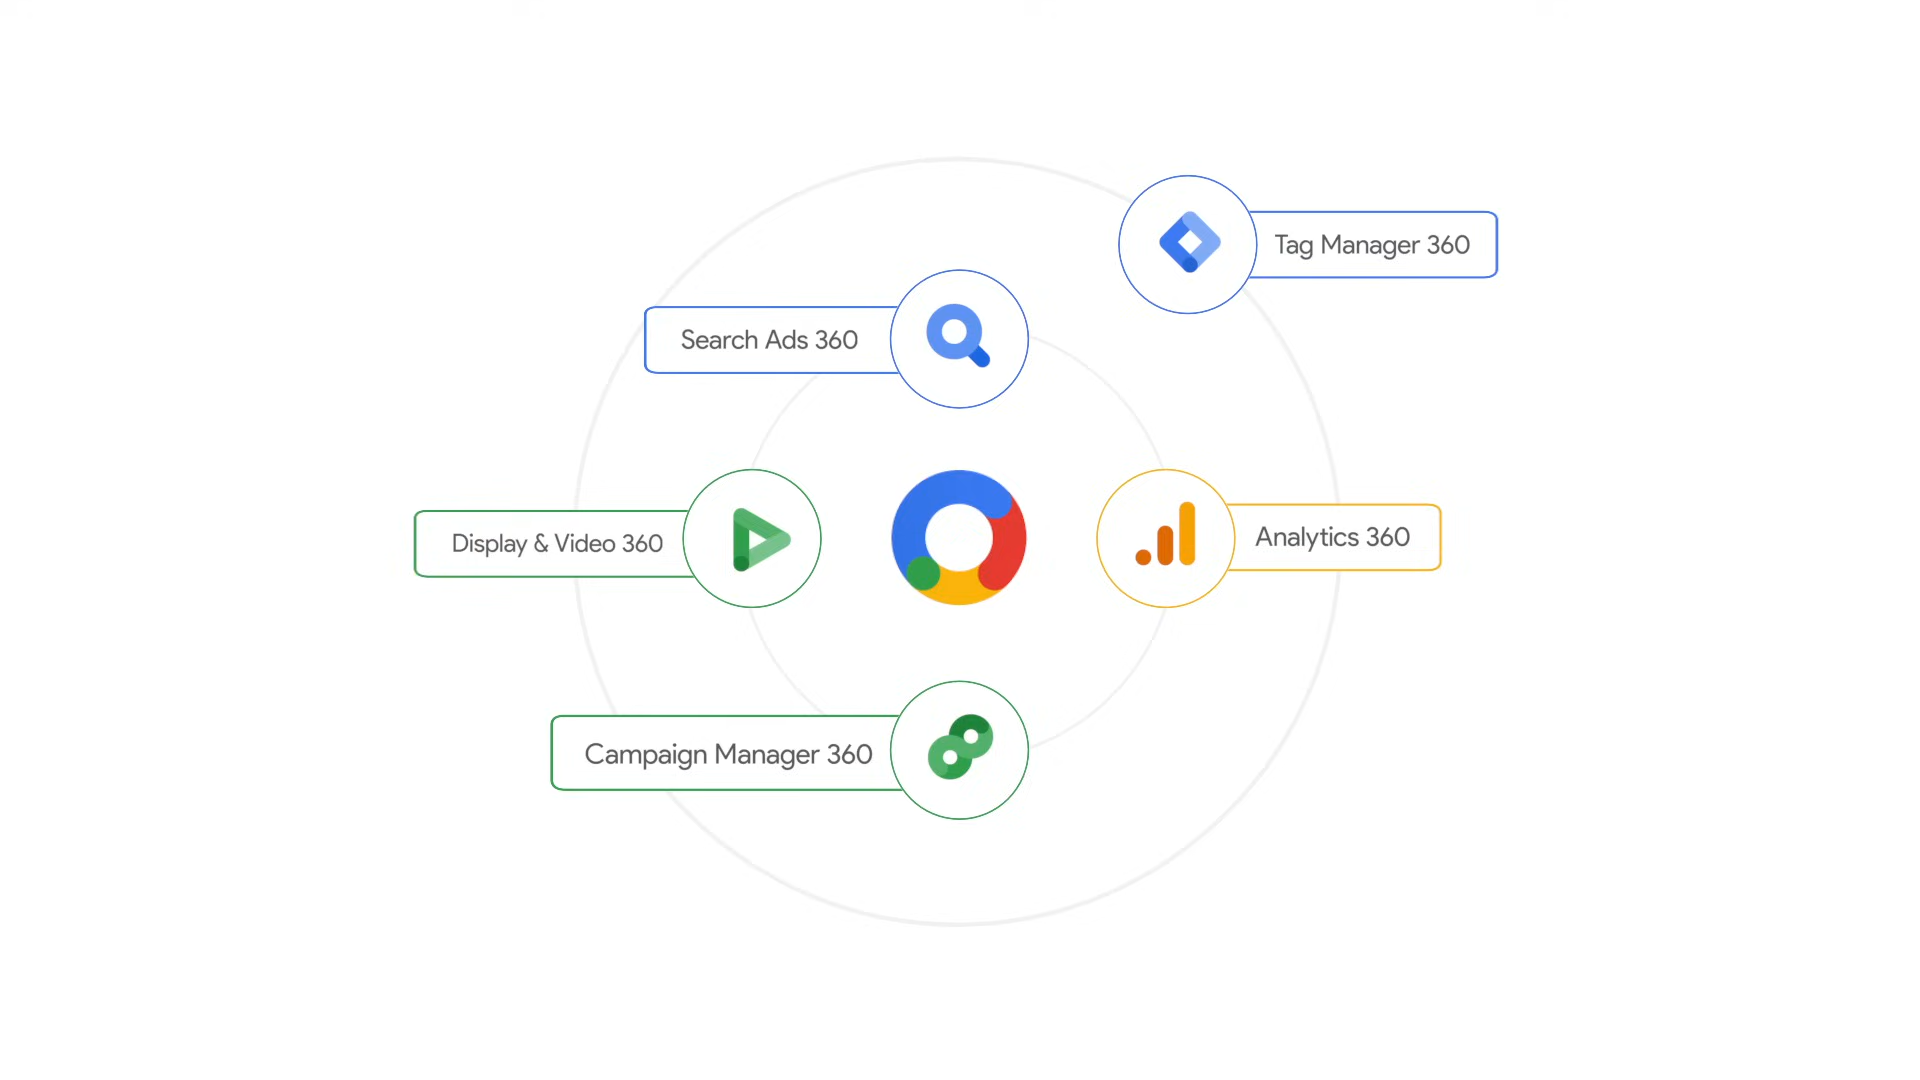 Tag Manager 360
Search Ads 360
Display & Video 360
Analytics 360
Campaign Manager 360